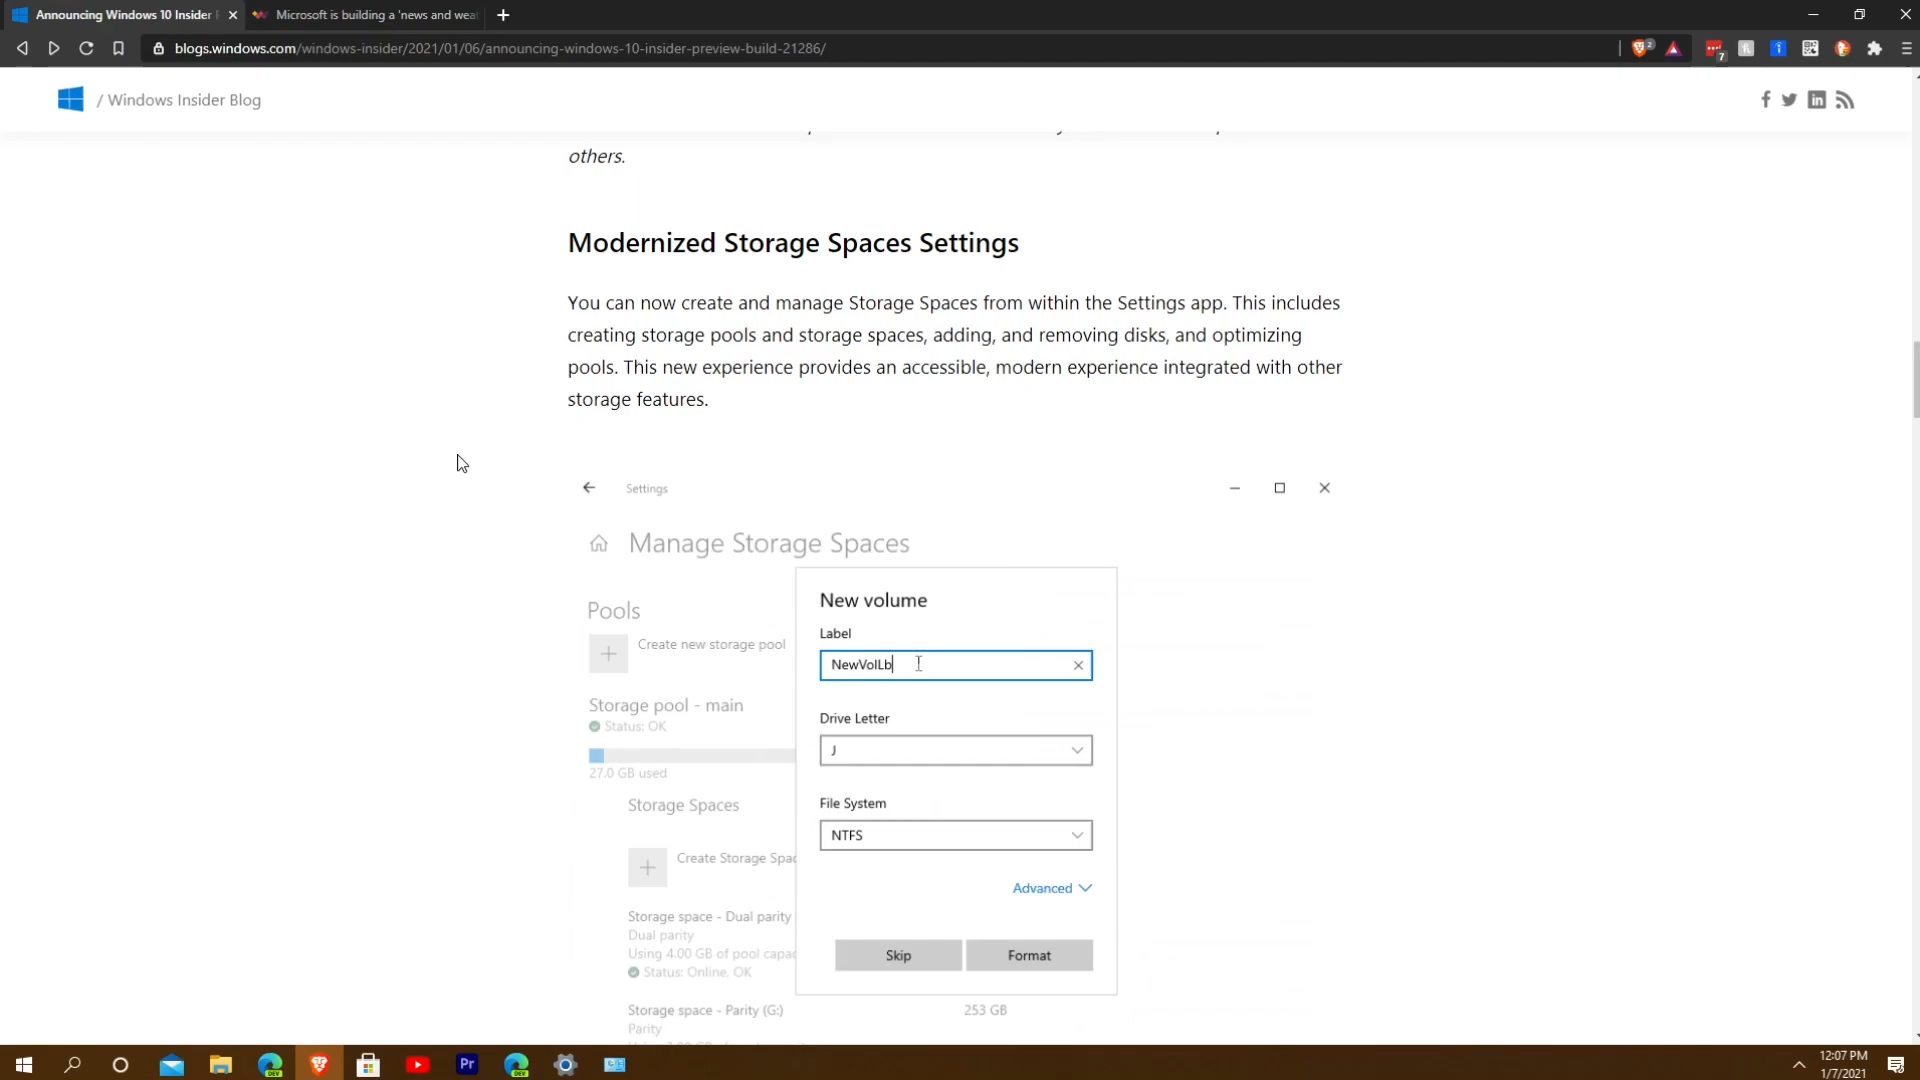 Announcing Windows 10 Insider
Microsoft is building a 'news and weat
blogs.windows.com/windows-insider/2021/01/06/announcing-windows-10-insider-preview-build-21286/
2
7
/ Windows Insider Blog
others.
Modernized Storage Spaces Settings
You can now create and manage Storage Spaces from within the Settings app. This includes
creating storage pools and storage spaces, adding, and removing disks, and optimizing
pools. This new experience provides an accessible, modern experience integrated with other
storage features.
Settings
Manage Storage Spaces
Pools
Create new storage pool
Storage pool - main
Status: OK
27.0 GB used
Storage Spaces
Create Storage Spac
Storage space - Dual parity
Dual parity
Using 4.00 GB of pool capac
Status: Online, OK
Storage space - Parity (G:)
253 GB
Parity
New volume
Label
NewVolLb
Drive Letter
J
File System
NTFS
Advanced
Skip
Format
DEV
Pr
DEV
12:07 PM
1/7/2021